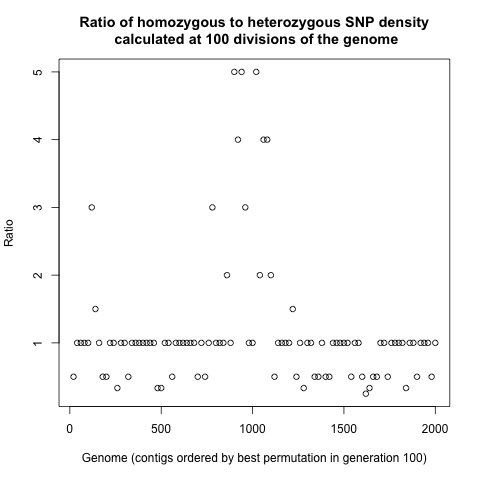 Ratio of homozygous to heterozygous SNP density
calculated at 100 divisions of the genome
5
4
3
2
1
Ratio
0 500 1000 1500 2000
Genome (contigs ordered by best permutation in generation 100)